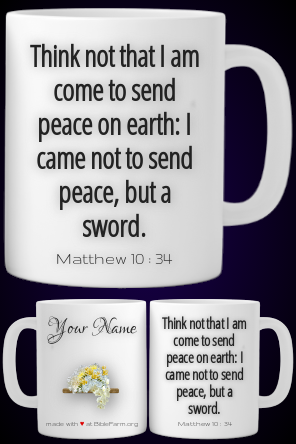 Think not that I am
come to send
peace on earth: I
came not to send
peace, but a
sword.
Matthew 10 : 34
Your Name
made with ♥ at BibleFarm.org
Think not that I am
come to send
peace on earth: I
came not to send
peace, but a
sword.
Matthew 10 : 34